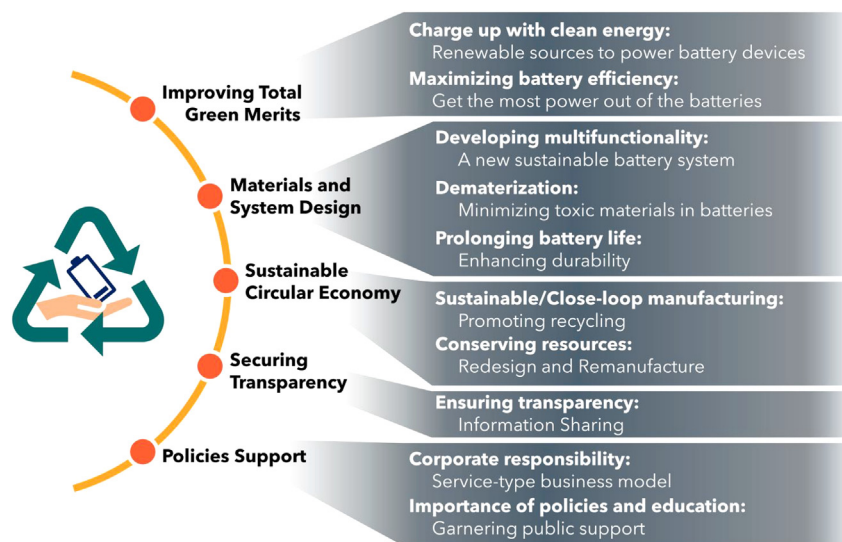 Improving Total
Green Merits
Charge up with clean energy:
Renewable sources to power battery devices
Maximizing battery efficiency:
Get the most power out of the batteries
Materials and
System Design
Developing multifunctionality:
A new sustainable battery system
Dematerization:
Minimizing toxic materials in batteries
Prolonging battery life:
Enhancing durability
Sustainable
Circular Economy
Sustainable/Close-loop manufacturing:
Promoting recycling
Conserving resources:
Redesign and Remanufacture
Securing
Transparency
Ensuring transparency:
Information Sharing
Policies Support
Corporate responsibility:
Service-type business model
Importance of policies and education:
Garnering public support